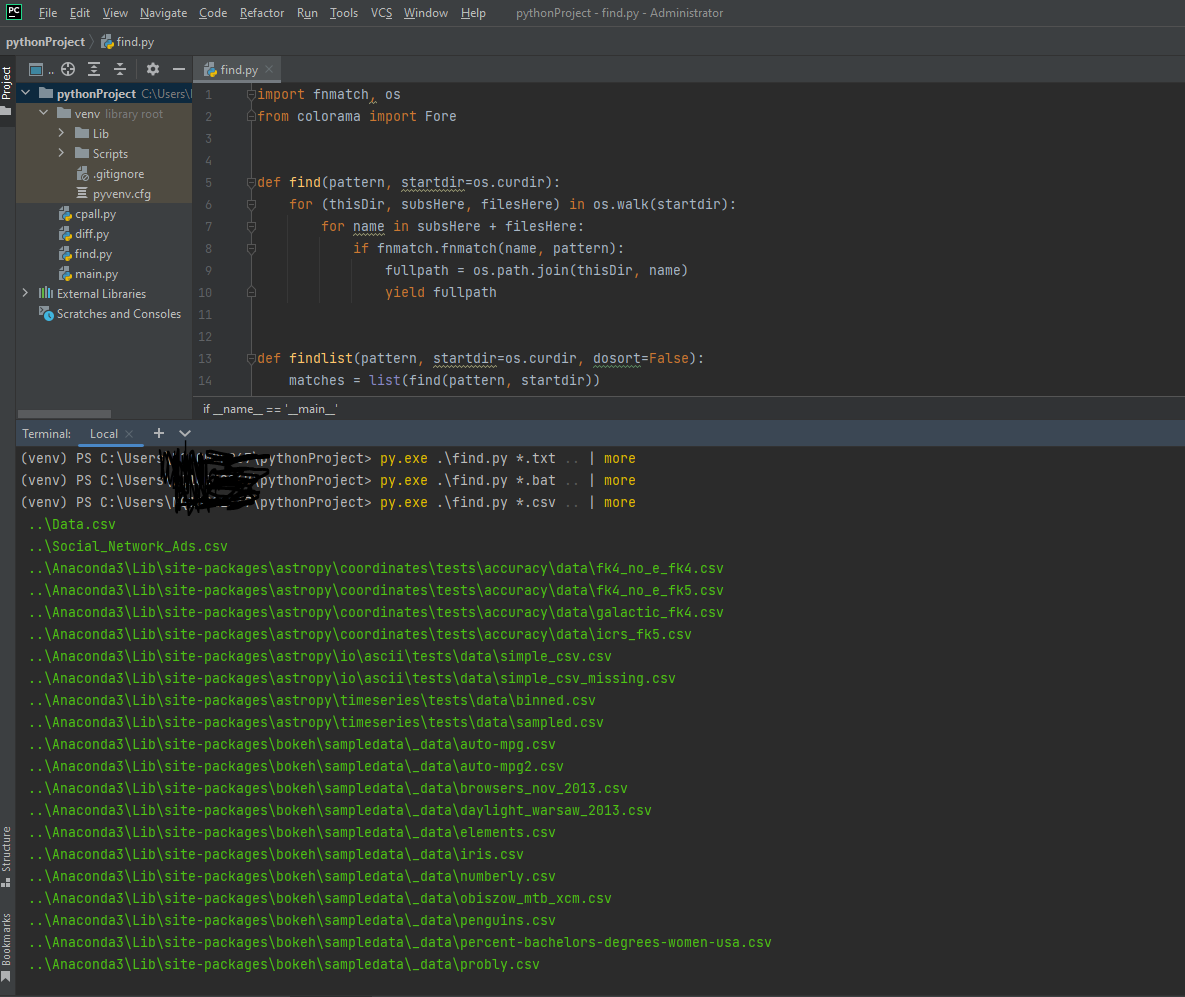 PC File Edit View Navigate Code Refactor Run Tools VCS Window Help pythonProject - find.py - Administrator
pythonProject find.py
Project
..
find.py
pythonProject C:\Users\
venv library root
Lib
Scripts
.gitignore
pyvenv.cfg
cpall.py
diff.py
find.py
main.py
External Libraries
Scratches and Consoles
1 import fnmatch, os
2 from colorama import Fore
3
4
5 def find(pattern, startdir=os.curdir):
6 for (thisDir, subsHere, filesHere) in os.walk(startdir):
7 for name in subsHere + filesHere:
8 if fnmatch.fnmatch(name, pattern):
9 fullpath = os.path.join(thisDir, name)
10 yield fullpath
11
12
13 def findlist(pattern, startdir=os.curdir, dosort=False):
14 matches = list(find(pattern, startdir))
if __name__ == '__main__'
Terminal: Local
(venv) PS C:\Users \pythonProject> py.exe .\find.py *.txt .. | more
(venv) PS C:\Users\ \pythonProject> py.exe .\find.py *.bat .. | more
(venv) PS C:\Users\ \pythonProject> py.exe .\find.py *.csv .. | more
..\Data.csv
..\Social_Network_Ads.csv
..\Anaconda3\Lib\site-packages\astropy\coordinates\tests\accuracy\data\fk4_no_e_fk4.csv
..\Anaconda3\Lib\site-packages\astropy\coordinates\tests\accuracy\data\fk4_no_e_fk5.csv
..\Anaconda3\Lib\site-packages\astropy\coordinates\tests\accuracy\data\galactic_fk4.csv
..\Anaconda3\Lib\site-packages\astropy\coordinates\tests\accuracy\data\icrs_fk5.csv
..\Anaconda3\Lib\site-packages\astropy\io\ascii\tests\data\simple_csv.csv
..\Anaconda3\Lib\site-packages\astropy\io\ascii\tests\data\simple_csv_missing.csv
..\Anaconda3\Lib\site-packages\astropy\timeseries\tests\data\binned.csv
..\Anaconda3\Lib\site-packages\astropy\timeseries\tests\data\sampled.csv
..\Anaconda3\Lib\site-packages\bokeh\sampledata\_data\auto-mpg.csv
..\Anaconda3\Lib\site-packages\bokeh\sampledata\_data\auto-mpg2.csv
..\Anaconda3\Lib\site-packages\bokeh\sampledata\_data\browsers_nov_2013.csv
..\Anaconda3\Lib\site-packages\bokeh\sampledata\_data\daylight_warsaw_2013.csv
..\Anaconda3\Lib\site-packages\bokeh\sampledata\_data\elements.csv
..\Anaconda3\Lib\site-packages\bokeh\sampledata\_data\iris.csv
..\Anaconda3\Lib\site-packages\bokeh\sampledata\_data\numberly.csv
..\Anaconda3\Lib\site-packages\bokeh\sampledata\_data\obiszow_mtb_xcm.csv
..\Anaconda3\Lib\site-packages\bokeh\sampledata\_data\penguins.csv
..\Anaconda3\Lib\site-packages\bokeh\sampledata\_data\percent-bachelors-degrees-women-usa.csv
..\Anaconda3\Lib\site-packages\bokeh\sampledata\_data\probly.csv
Structure
Bookmarks